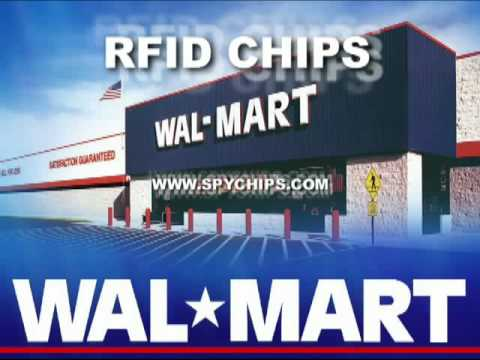 RFID CHIPS
WAL-MART
SATISFACTION GUARANTEED
WWW.SPYCHIPS.COM
WAL★MART